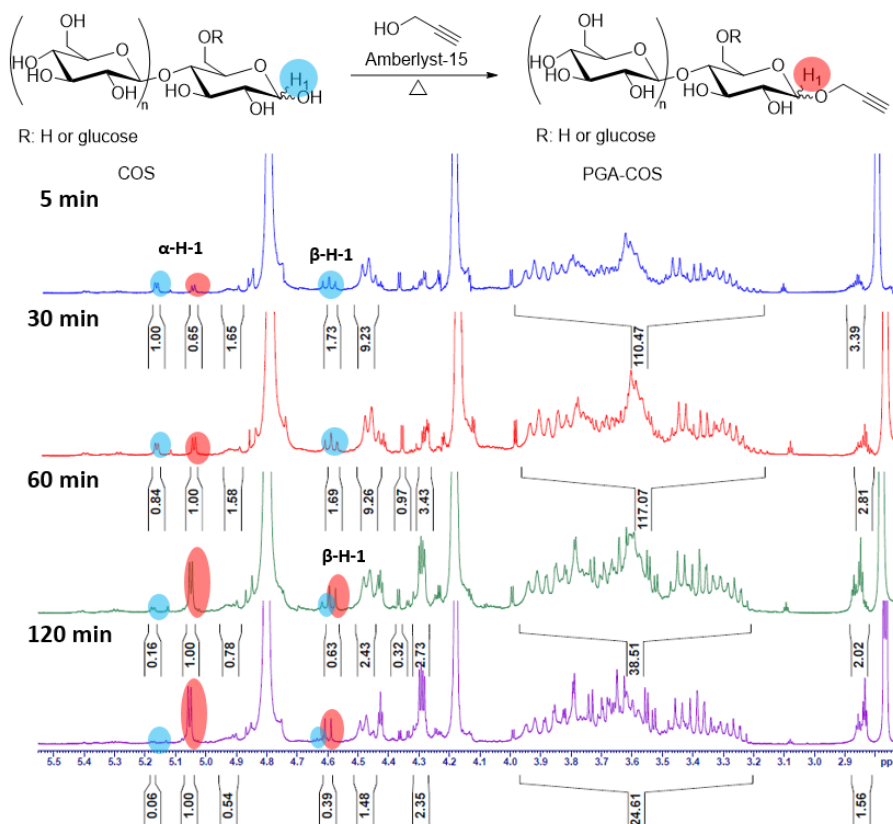 OH
R
HO
OH
R
O
HO
O
HO
O
O
H1
Amberlyst-15
HO
O
O
H1
HO
OH
n
HO
OH
OH
△
HO
OH
n
HO
OH
O
R: H or glucose
R: H or glucose
COS
PGA-COS
5 min
α-H-1
β-H-1
1.00
0.65
1.65
1.73
9.23
110.47
3.39
30 min
0.84
1.00
1.58
1.69
9.26
0.97
3.43
117.07
2.81
60 min
β-H-1
0.16
1.00
0.78
0.63
2.43
0.32
2.73
38.51
2.02
120 min
5.5 5.4 5.3 5.2 5.1 5.0 4.9 4.8 4.7 4.6 4.5 4.4 4.3 4.2 4.1 4.0 3.9 3.8 3.7 3.6 3.5 3.4 3.3 3.2 3.1 3.0 2.9 2.8 pp
0.06
1.00
0.54
0.39
1.48
2.35
24.61
1.56